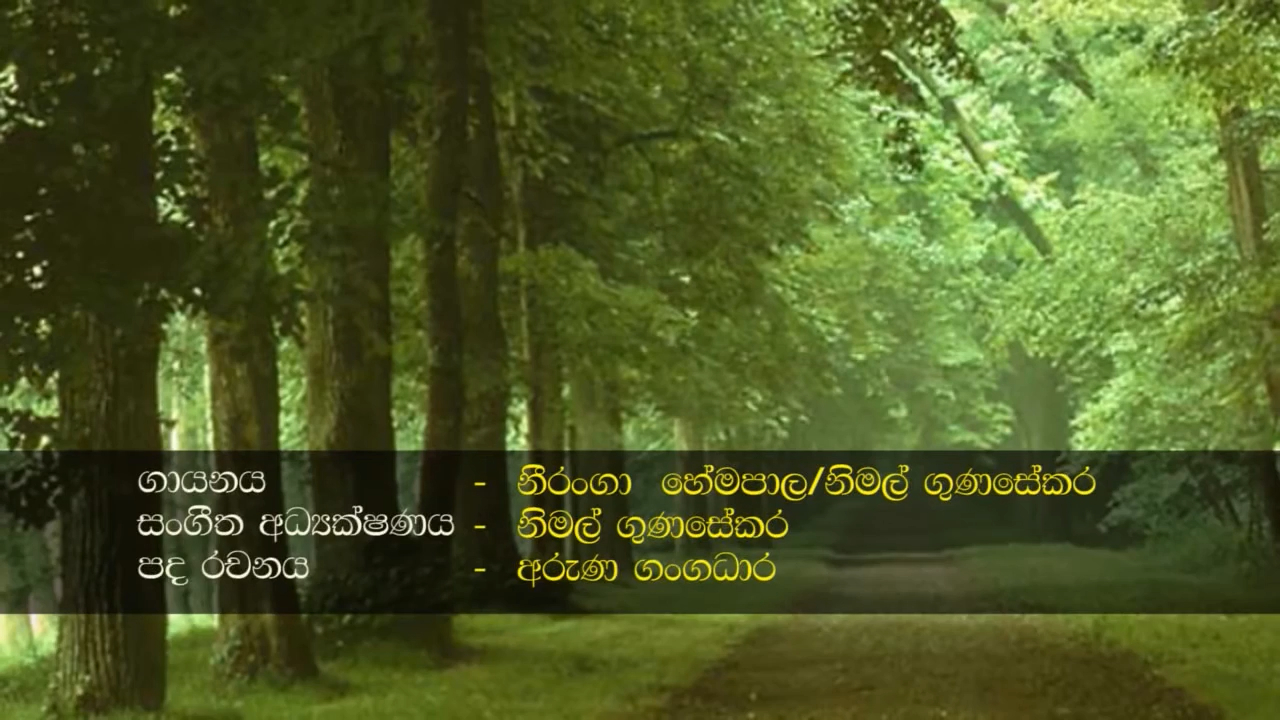 ගායනය - නීරංගා හේමපාල/නිමල් ගුණසේකර
සංගීත අධ්‍යක්ෂණය - නිමල් ගුණසේකර
පද රචනය - අරුණ ගංගධාර